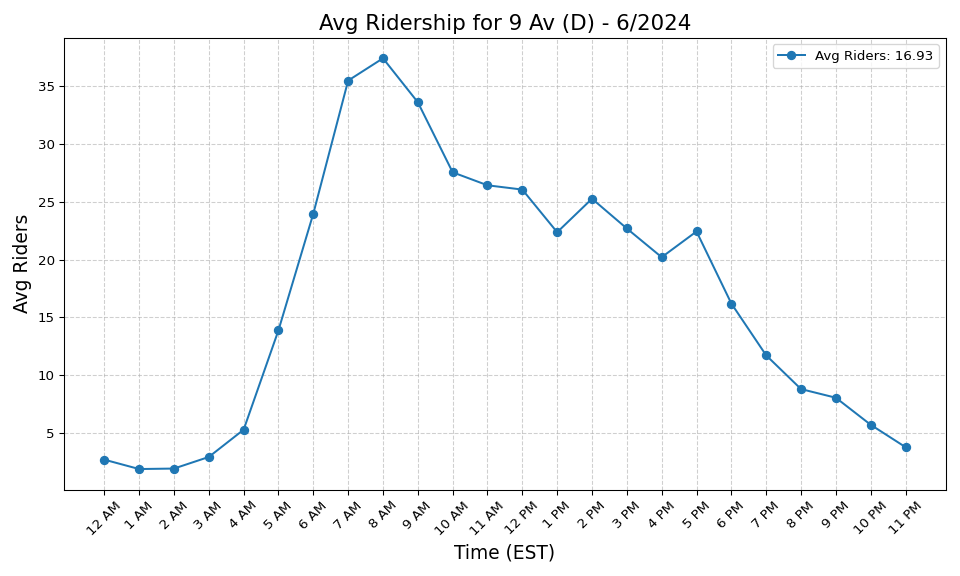 Avg Ridership for 9 Av (D) - 6/2024
Avg Riders: 16.93
Avg Riders
35
30
25
20
15
10
5
12 AM
1 AM
2 AM
3 AM
4 AM
5 AM
6 AM
7 AM
8 AM
9 AM
10 AM
11 AM
12 PM
1 PM
2 PM
3 PM
4 PM
5 PM
6 PM
7 PM
8 PM
9 PM
10 PM
11 PM
Time (EST)